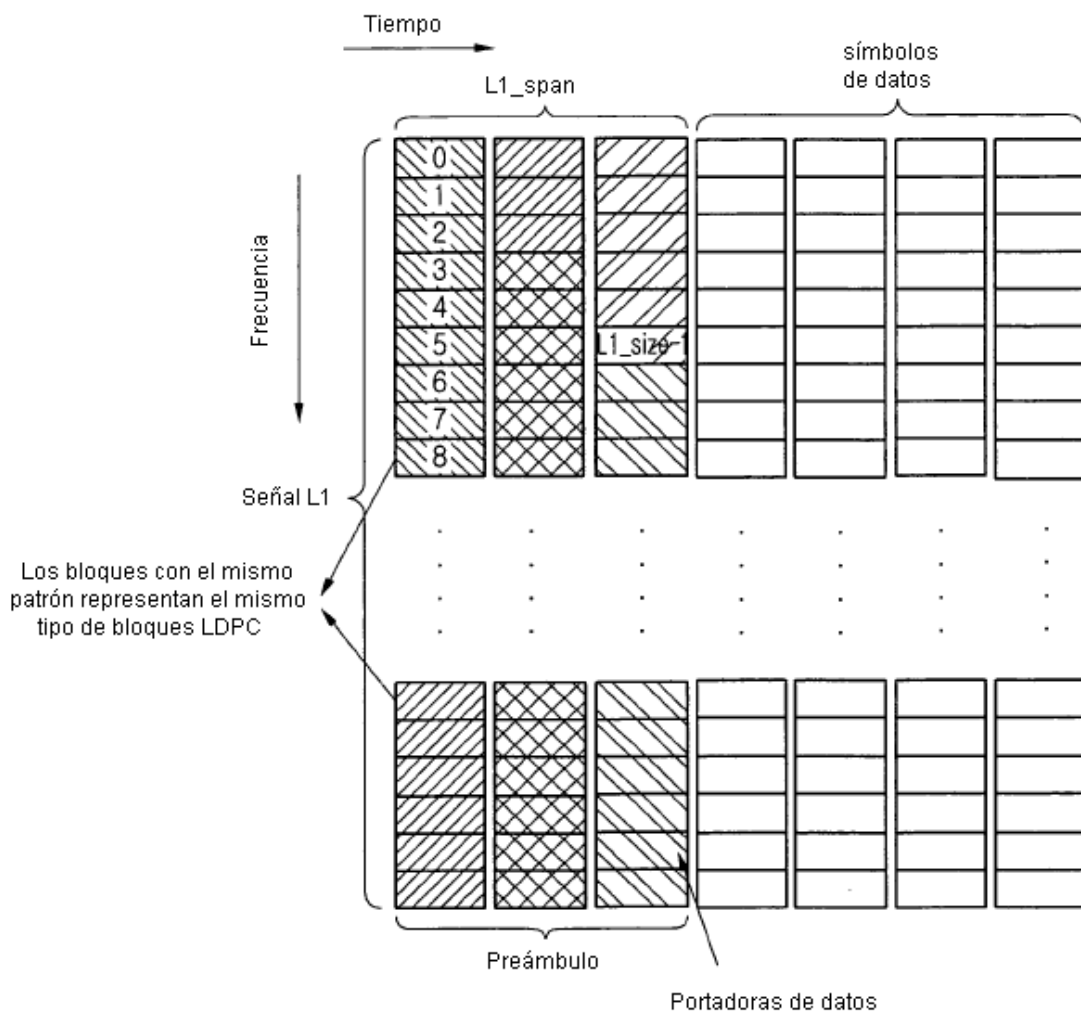 Tiempo
L1_span
símbolos
de datos
Frecuencia
0
1
2
3
4
5
L1_size-1
6
7
8
Señal L1
Los bloques con el mismo
patrón representan el mismo
tipo de bloques LDPC
Preámbulo
Portadoras de datos